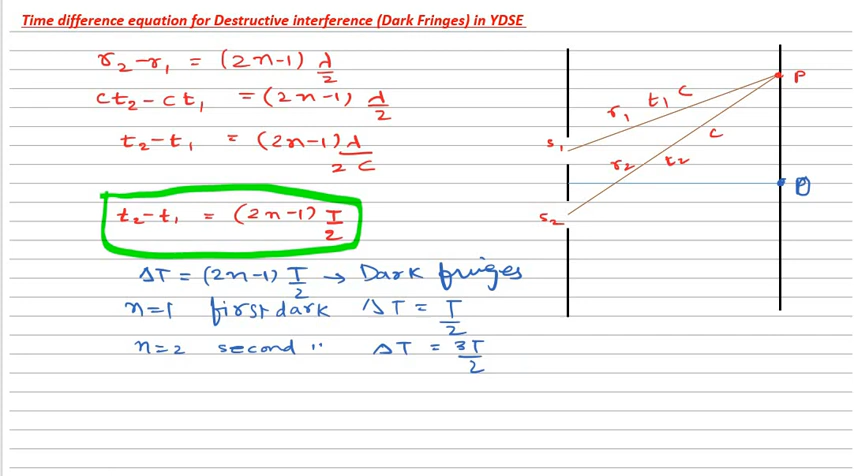 Time difference equation for Destructive interference (Dark Fringes) in YDSE
r₂-r₁ = (2n-1) λ/2
ct₂-ct₁ = (2n-1) λ/2
t₂-t₁ = (2n-1) λ/2C
t₂-t₁ = (2n-1) T/2
ΔT = (2n-1) T/2 → Dark fringes
n=1 first dark ΔT = T/2
n=2 second " ΔT = 3T/2
P
r₁ t₁ C
S₁
r₂ t₂ C
O
S₂